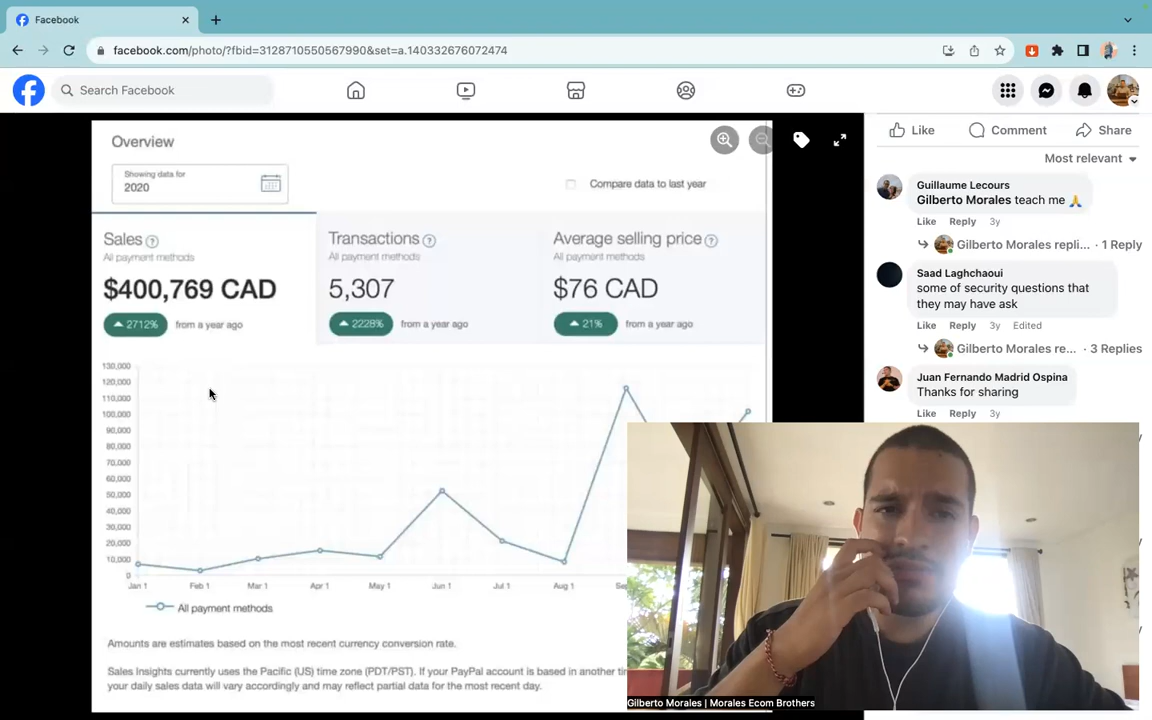 Facebook
facebook.com/photo/?fbid=3128710550567990&set=a.140332676072474
Search Facebook
Overview
Showing data for
2020
Compare data to last year
Sales
All payment methods
$400,769 CAD
2712% from a year ago
Transactions
All payment methods
5,307
2228% from a year ago
Average selling price
All payment methods
$76 CAD
21% from a year ago
130,000
120,000
110,000
100,000
90,000
80,000
70,000
60,000
50,000
40,000
30,000
20,000
10,000
0
Jan 1 Feb 1 Mar 1 Apr 1 May 1 Jun 1 Jul 1 Aug 1
All payment methods
Amounts are estimates based on the most recent currency conversion rate.
Sales Insights currently uses the Pacific (US) time zone (PDT/PST). If your PayPal account is based in another
your daily sales data will vary accordingly and may reflect partial data for the most recent day.
Like Comment Share
Most relevant
Guillaume Lecours
Gilberto Morales teach me 🙏
Like Reply 3y
Gilberto Morales repli... · 1 Reply
Saad Laghchaoui
some of security questions that
they may have ask
Like Reply 3y Edited
Gilberto Morales re... · 3 Replies
Juan Fernando Madrid Ospina
Thanks for sharing
Like Reply 3y
Gilberto Morales | Morales Ecom Brothers